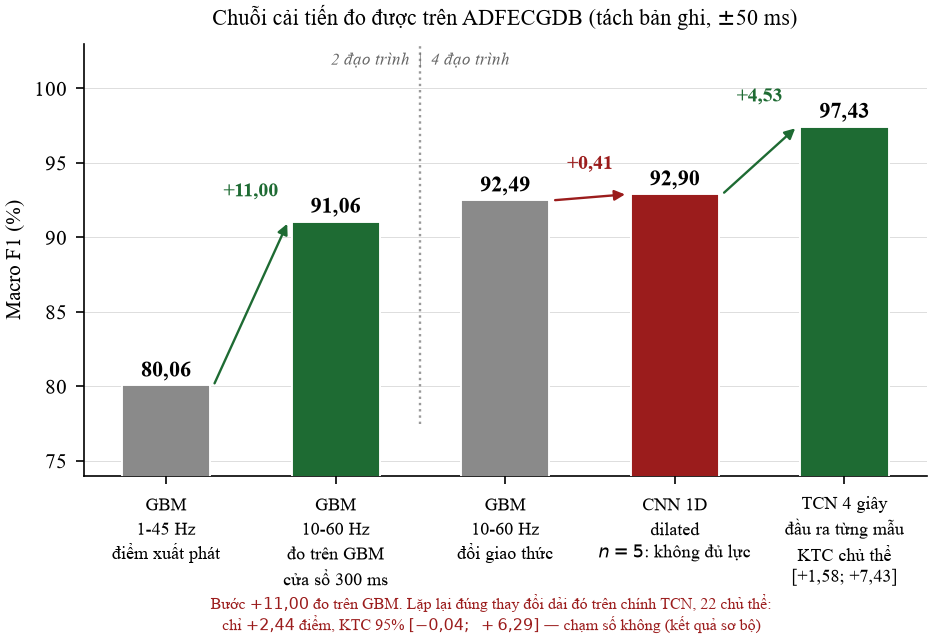 Chuỗi cải tiến đo được trên ADFECGDB (tách bản ghi, ±50 ms)
2 đạo trình
4 đạo trình
Macro F1 (%)
100
95
90
85
80
75
80,06
+11,00
91,06
92,49
+0,41
92,90
+4,53
97,43
GBM
1-45 Hz
điểm xuất phát
GBM
10-60 Hz
đo trên GBM
cửa sổ 300 ms
GBM
10-60 Hz
đổi giao thức
CNN 1D
dilated
n = 5: không đủ lực
TCN 4 giây
đầu ra từng mẫu
KTC chủ thể
[+1,58; +7,43]
Bước +11,00 đo trên GBM. Lặp lại đúng thay đổi dải đó trên chính TCN, 22 chủ thể:
chỉ +2,44 điểm, KTC 95% [−0,04; +6,29] — chạm số không (kết quả sơ bộ)